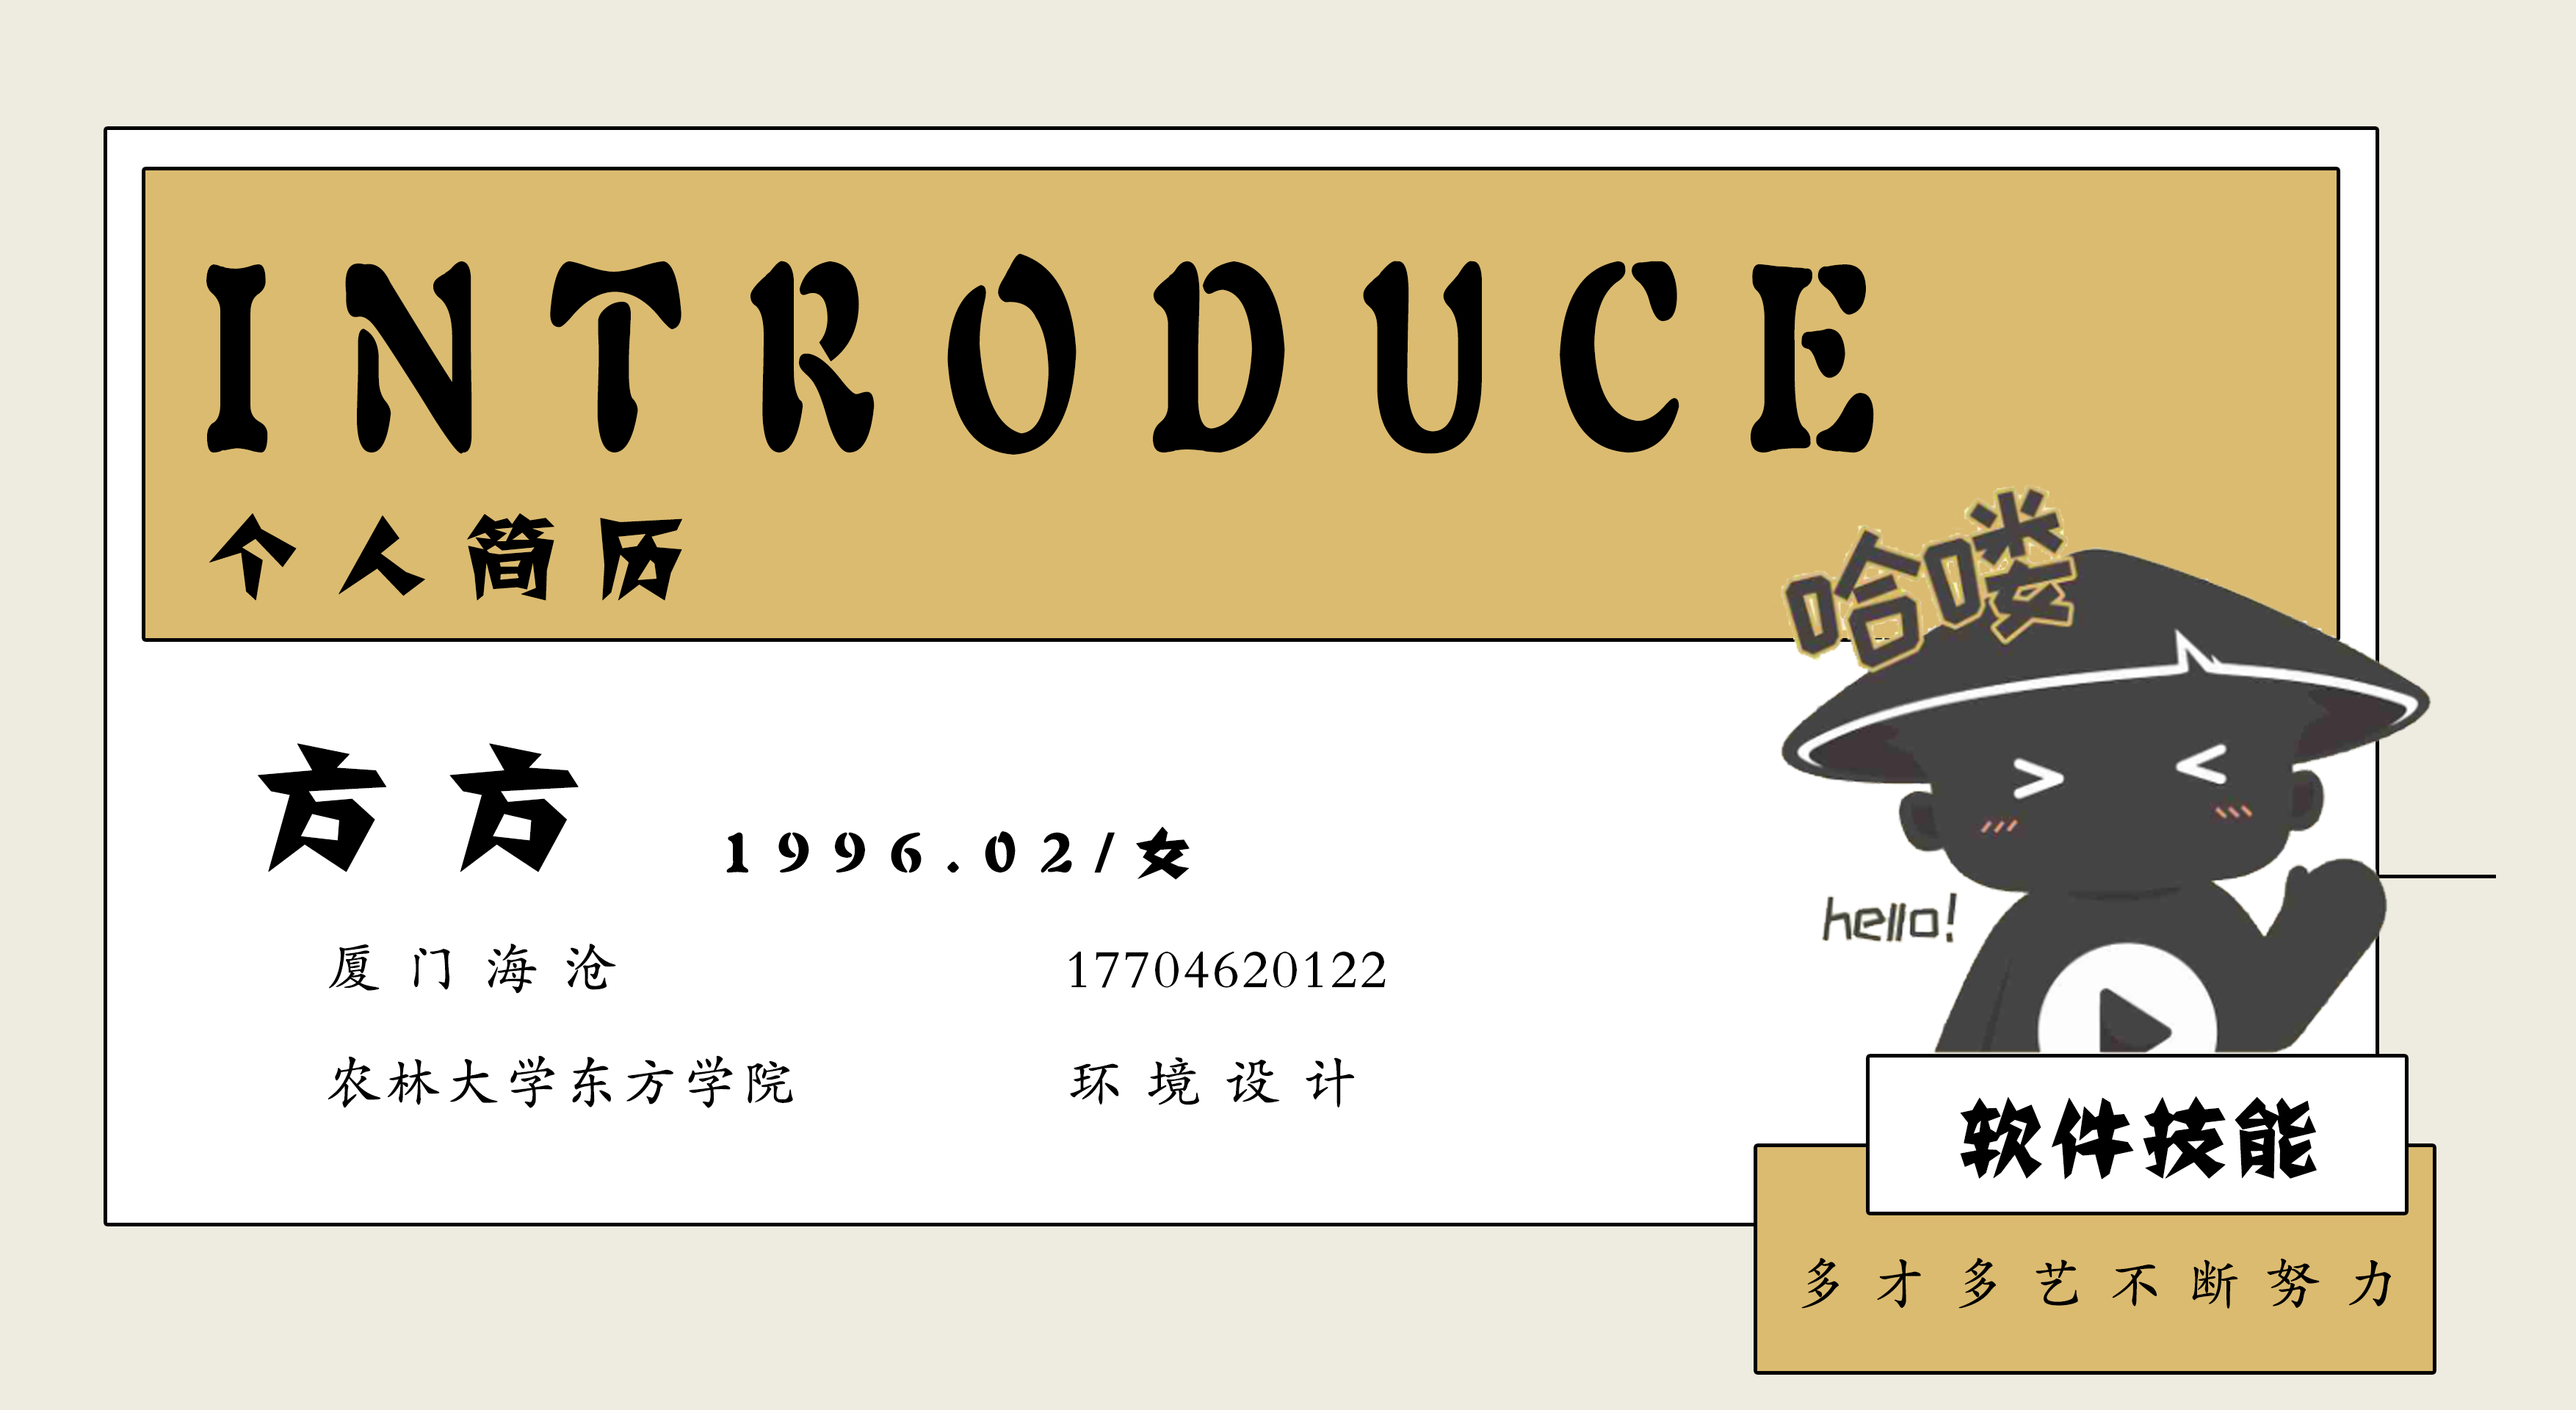 INTRODUCE
个人简历
哈喽
方方
1996.02/女
hello!
厦门海沧
17704620122
农林大学东方学院
环境设计
软件技能
多才多艺不断努力